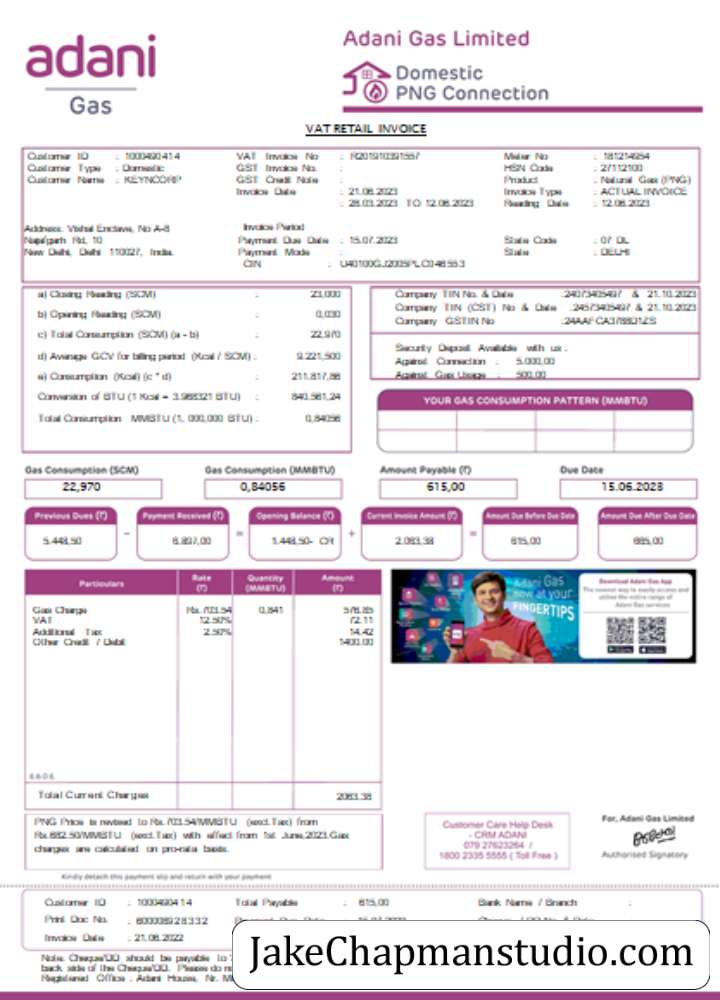 adani
Gas
Adani Gas Limited
Domestic
PNG Connection
VAT RETAIL INVOICE
Customer ID : 1000490414
Customer Type : Domestic
Customer Name : KEYNCORP
VAT Invoice No : R201910391557
GST Invoice No. :
GST Credit Note :
Invoice Date : 21.06.2023
: 28.03.2023 TO 12.06.2023
Meter No : 181214954
HSN Code : 27112100
Product : Natural Gas (PNG)
Invoice Type : ACTUAL INVOICE
Reading Date : 12.06.2023
Address: Vishal Enclave, No A-8
Najafgarh Rd, 10
New Delhi, Delhi 110027, India.
Invoice Period
Payment Due Date : 15.07.2023
Payment Mode :
CIN : U40100GJ2005PLC046553
State Code : 07 DL
State : DELHI
a) Closing Reading (SCM) : 23,000
b) Opening Reading (SCM) : 0,030
c) Total Consumption (SCM) (a - b) : 22,970
d) Average GCV for billing period (Kcal / SCM) : 9.221,500
e) Consumption (Kcal) (c * d) : 211.817,86
Conversion of BTU (1 Kcal = 3.968321 BTU) : 840.561,24
Total Consumption MMBTU (1, 000,000 BTU) : 0,84056
Company TIN No. & Date :24073405497 & 21.10.2023
Company TIN (CST) No & Date :24573405497 & 21.10.2023
Company GSTIN No :24AAFCA3788D1ZS
Security Deposit Available with us :
Against Connection : 5.000,00
Against Gas Usage : 500,00
YOUR GAS CONSUMPTION PATTERN (MMBTU)
Gas Consumption (SCM)
22,970
Gas Consumption (MMBTU)
0,84056
Amount Payable (₹)
615,00
Due Date
15.06.2023
Previous Dues (₹)
5.448,50
-
Payment Received (₹)
6.897,00
=
Opening Balance (₹)
1.448,50- CR
+
Current Invoice Amount (₹)
2.063,38
=
Amount Due Before Due Date
615,00
Amount Due After Due Date
665,00
Particulars Rate (₹) Quantity (MMBTU) Amount (₹)
Gas Charge Rs. 703.54 0,841 576.85
VAT 12.50% 72.11
Additional Tax 2.50% 14.42
Other Credit / Debit 1400.00
E.&.O.E.
Total Current Charges 2063.38
Adani Gas
now at your
FINGERTIPS
Download Adani Gas App
The newest way to easily access and
utilise the entire range of
Adani Gas services
PNG Price is revised to Rs.703.54/MMBTU (excl.Tax) from
Rs.682.50/MMBTU (excl.Tax) with effect from 1st June,2023.Gas
charges are calculated on pro-rata basis.
Customer Care Help Desk
- CRM ADANI
079 27623264 /
1800 2335 5555 ( Toll Free )
For, Adani Gas Limited
Authorised Signatory
Kindly detach this payment slip and return with your payment
Customer ID : 1000490414
Print Doc No. : 600006928332
Invoice Date : 21.06.2022
Total Payable : 615,00
Bank Name / Branch :
Note: Cheque/DD should be payable to
back side of the Cheque/DD. Please do
Registered Office : Adani House, Nr. M
JakeChapmanstudio.com